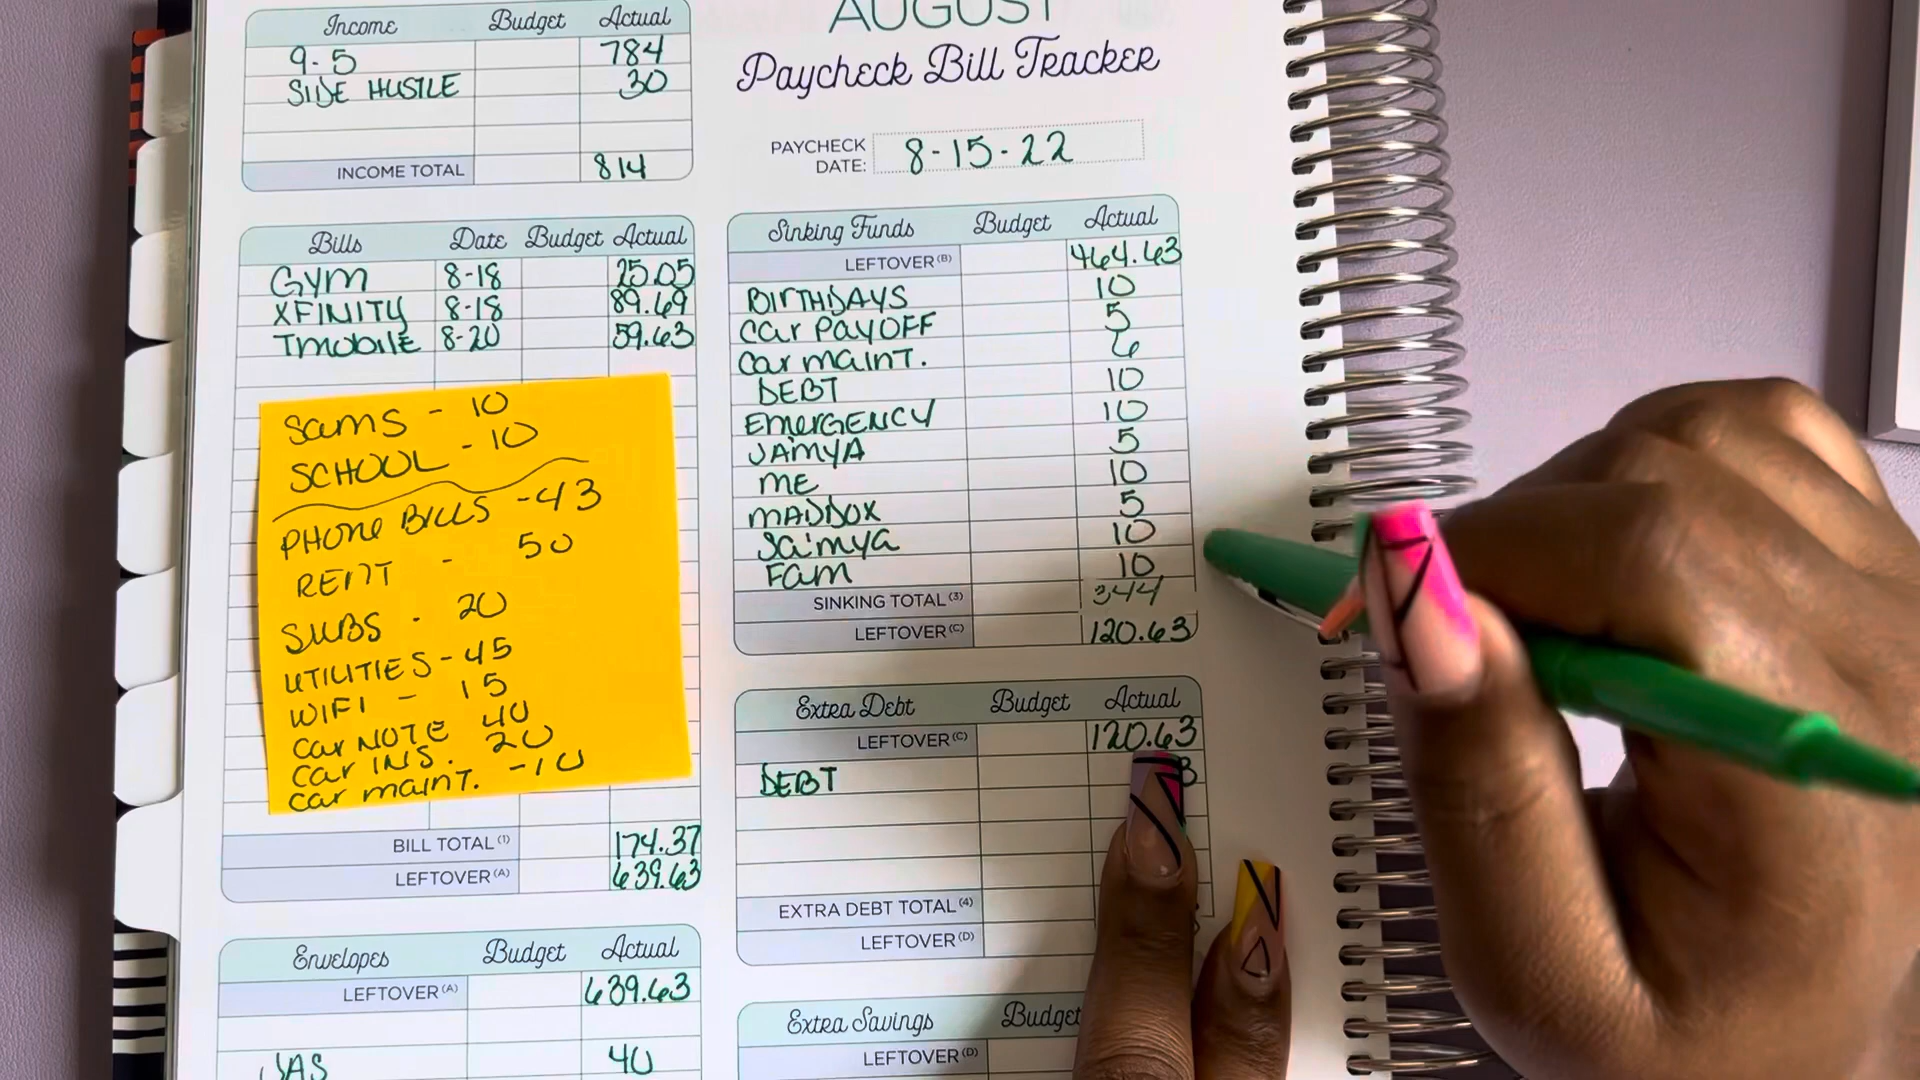 Income Budget Actual
9-5 784
SIDE HUSTLE 30
INCOME TOTAL 814
Bills Date Budget Actual
GYM 8-18 25.05
XFINITY 8-18 89.69
Tmobile 8-20 59.63
Sams - 10
SCHOOL - 10
PHONE BILLS - 43
RENT - 50
SUBS - 20
UTILITIES - 45
WIFI - 15
Car NOTE 40
Car INS. 20
Car maint. - 10
BILL TOTAL (1) 174.37
LEFTOVER (A) 639.63
Envelopes Budget Actual
LEFTOVER (A) 639.63
40
AUGUST
Paycheck Bill Tracker
PAYCHECK
DATE: 8-15-22
Sinking Funds Budget Actual
LEFTOVER (B) 464.63
BIRTHDAYS 10
Car PAYOFF 5
Car maint. 6
DEBT 10
EmerGENCY 10
JA'MYA 5
ME 10
MADDOX 5
Sa'mya 10
Fam 10
SINKING TOTAL (3) 344
LEFTOVER (C) 120.63
Extra Debt Budget Actual
LEFTOVER (C) 120.63
DEBT
EXTRA DEBT TOTAL (4)
LEFTOVER (D)
Extra Savings Budget
LEFTOVER (D)